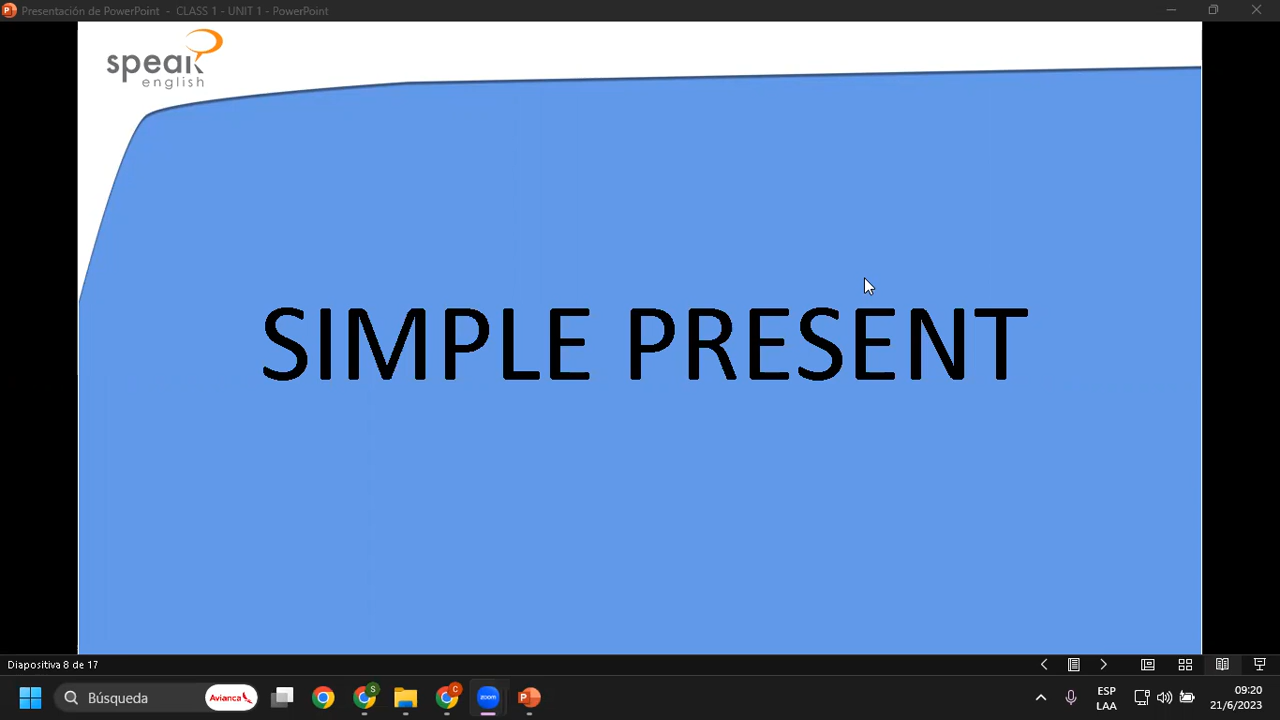 Presentación de PowerPoint - CLASS 1 - UNIT 1 - PowerPoint
speak
english
SIMPLE PRESENT
Diapositiva 8 de 17
Búsqueda
Avianca
S
C
zoom
P
ESP
LAA
09:20
21/6/2023